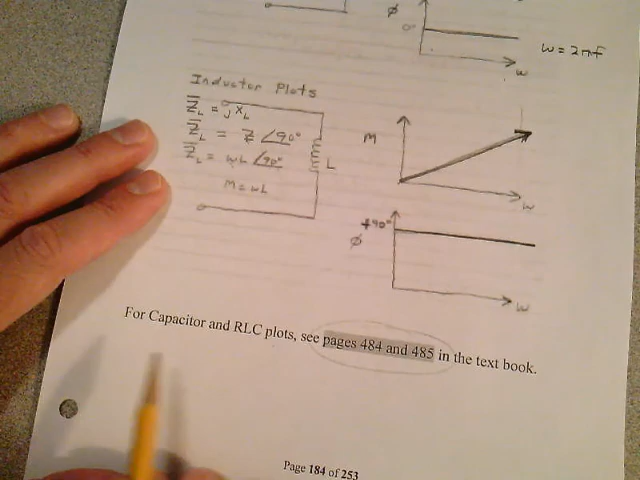 ϕ
0°
ω
ω = 2πf
Inductor Plots
Z̅L = jXL
Z̅L = Z ∠90°
Z̅L = ωL ∠90°
M = ωL
L
M
ω
+90°
ϕ
ω
For Capacitor and RLC plots, see pages 484 and 485 in the text book.
Page 184 of 253